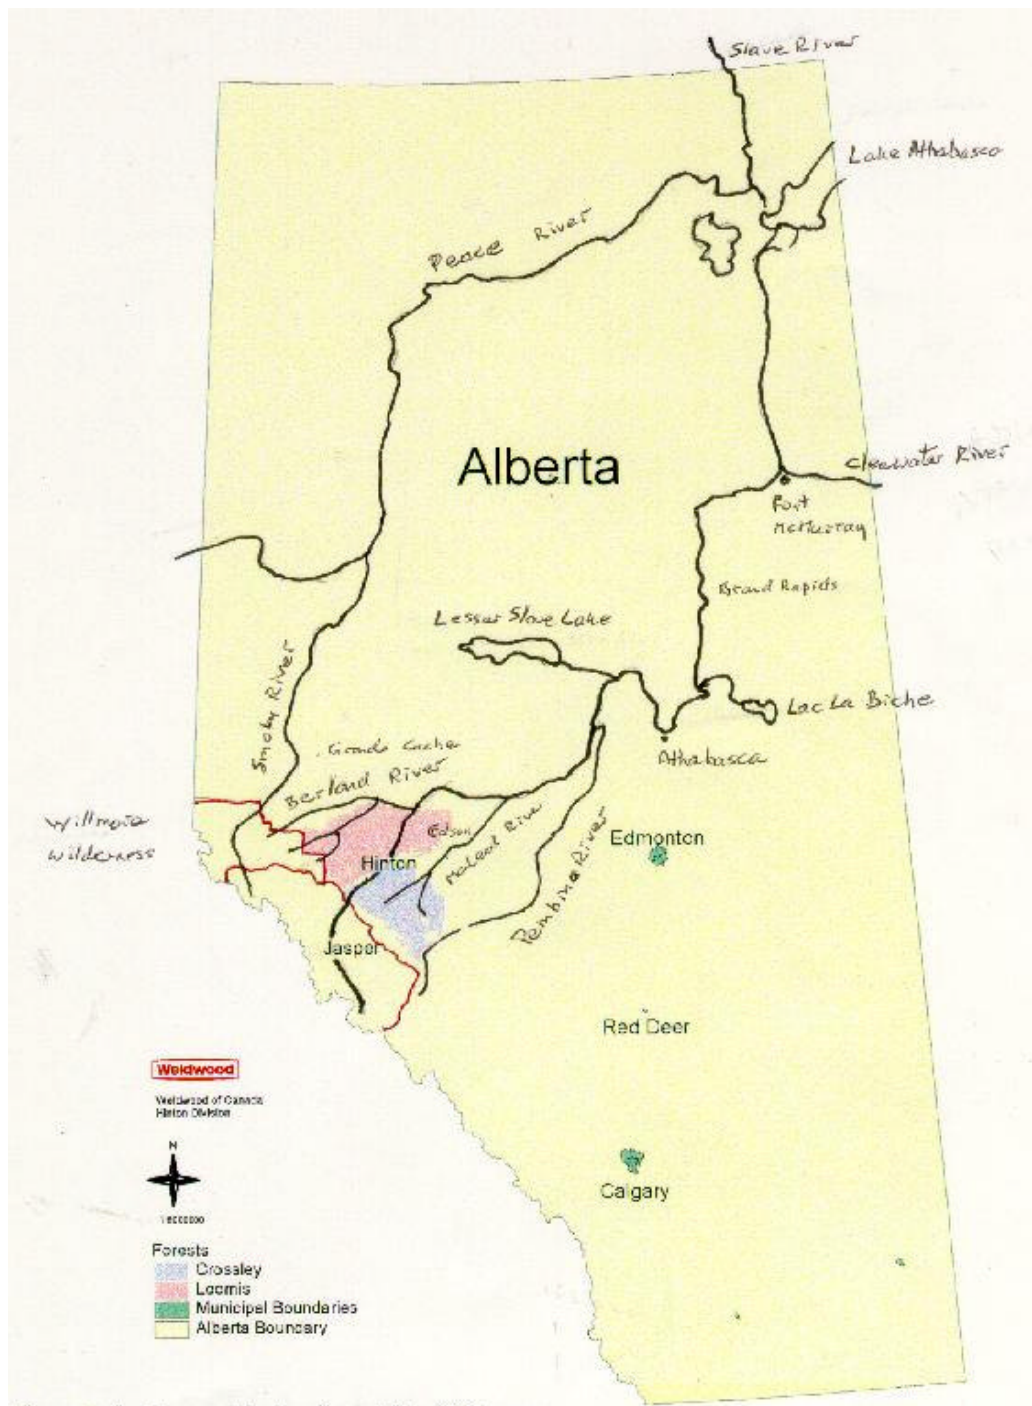 Slave River
Lake Athabasca
Peace River
Alberta
Clearwater River
Fort
McMurray
Grand Rapids
Lesser Slave Lake
Smoky River
Lac La Biche
Grande Cache
Athabasca
Berland River
Willmore
Wilderness
Edson
McLeod River
Edmonton
Hinton
Pembina River
Jasper
Red Deer
Weldwood
Weldwood of Canada
Hinton Division
N
Calgary
Forests
Crossley
Loomis
Municipal Boundaries
Alberta Boundary